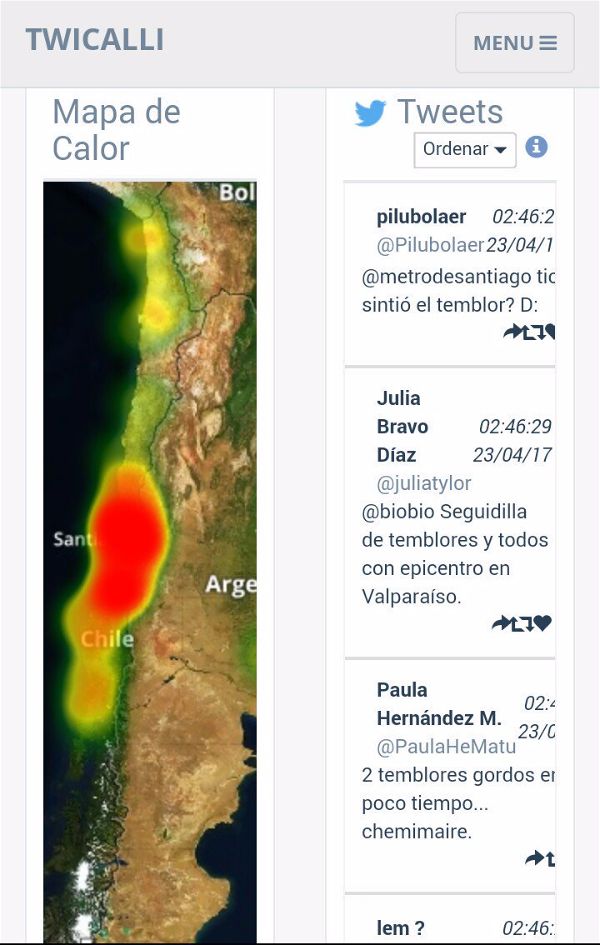 TWICALLI
MENU
Mapa de
Calor
Bol
Sant
Arge
Chile
Tweets
Ordenar
pilubolaer 02:46:2
@Pilubolaer 23/04/1
@metrodesantiago tic
sintió el temblor? D:
Julia
Bravo 02:46:29
Díaz 23/04/17
@juliatylor
@biobio Seguidilla
de temblores y todos
con epicentro en
Valparaíso.
Paula
Hernández M. 02:4
@PaulaHeMatu 23/0
2 temblores gordos en
poco tiempo...
chemimaire.
lem ? 02:46: